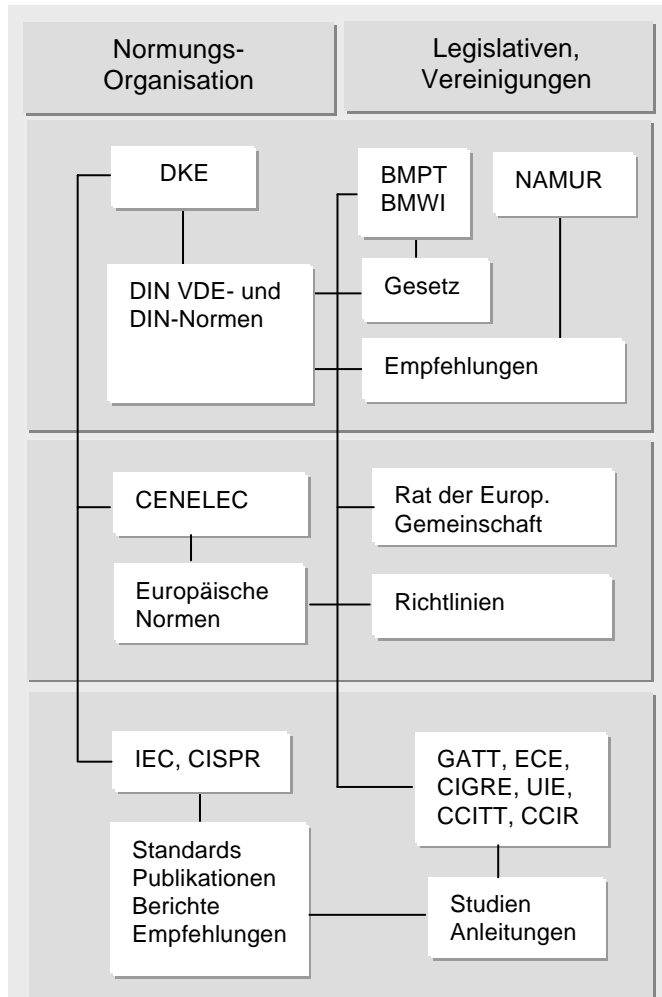 Normungs-
Organisation
Legislativen,
Vereinigungen
DKE
BMPT
BMWI
NAMUR
DIN VDE- und
DIN-Normen
Gesetz
Empfehlungen
CENELEC
Rat der Europ.
Gemeinschaft
Europäische
Normen
Richtlinien
IEC, CISPR
GATT, ECE,
CIGRE, UIE,
CCITT, CCIR
Standards
Publikationen
Berichte
Empfehlungen
Studien
Anleitungen